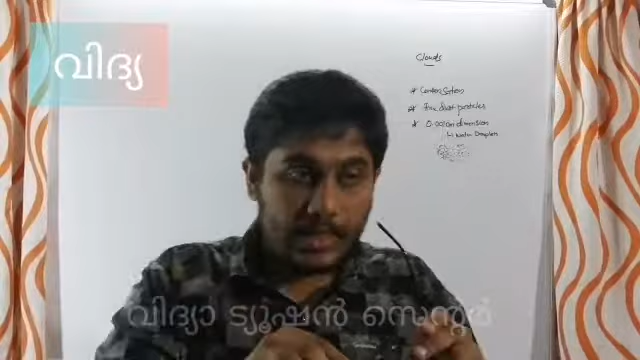 വിദ്യ
Clouds
* Condensation
* Fine dust particles
* 0.001cm dimension
↳ Water Droplets
വിദ്യാ ട്യൂഷൻ സെന്റർ